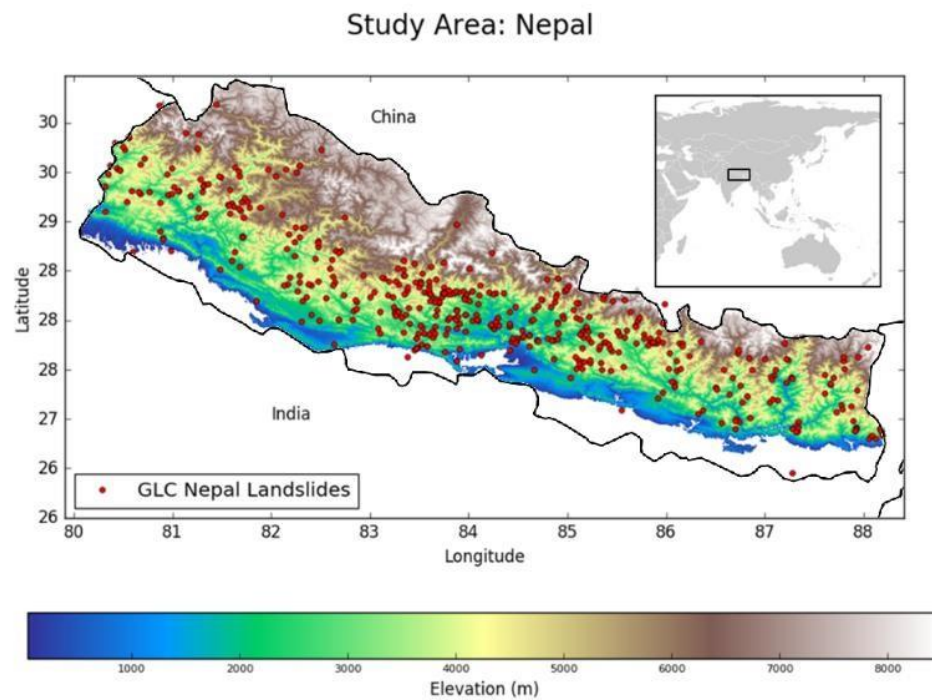 Study Area: Nepal
China
India
30
30
29
28
28
28
27
26
26
Latitude
GLC Nepal Landslides
80 81 82 83 84 85 86 87 88
Longitude
1000 2000 3000 4000 5000 6000 7000 8000
Elevation (m)